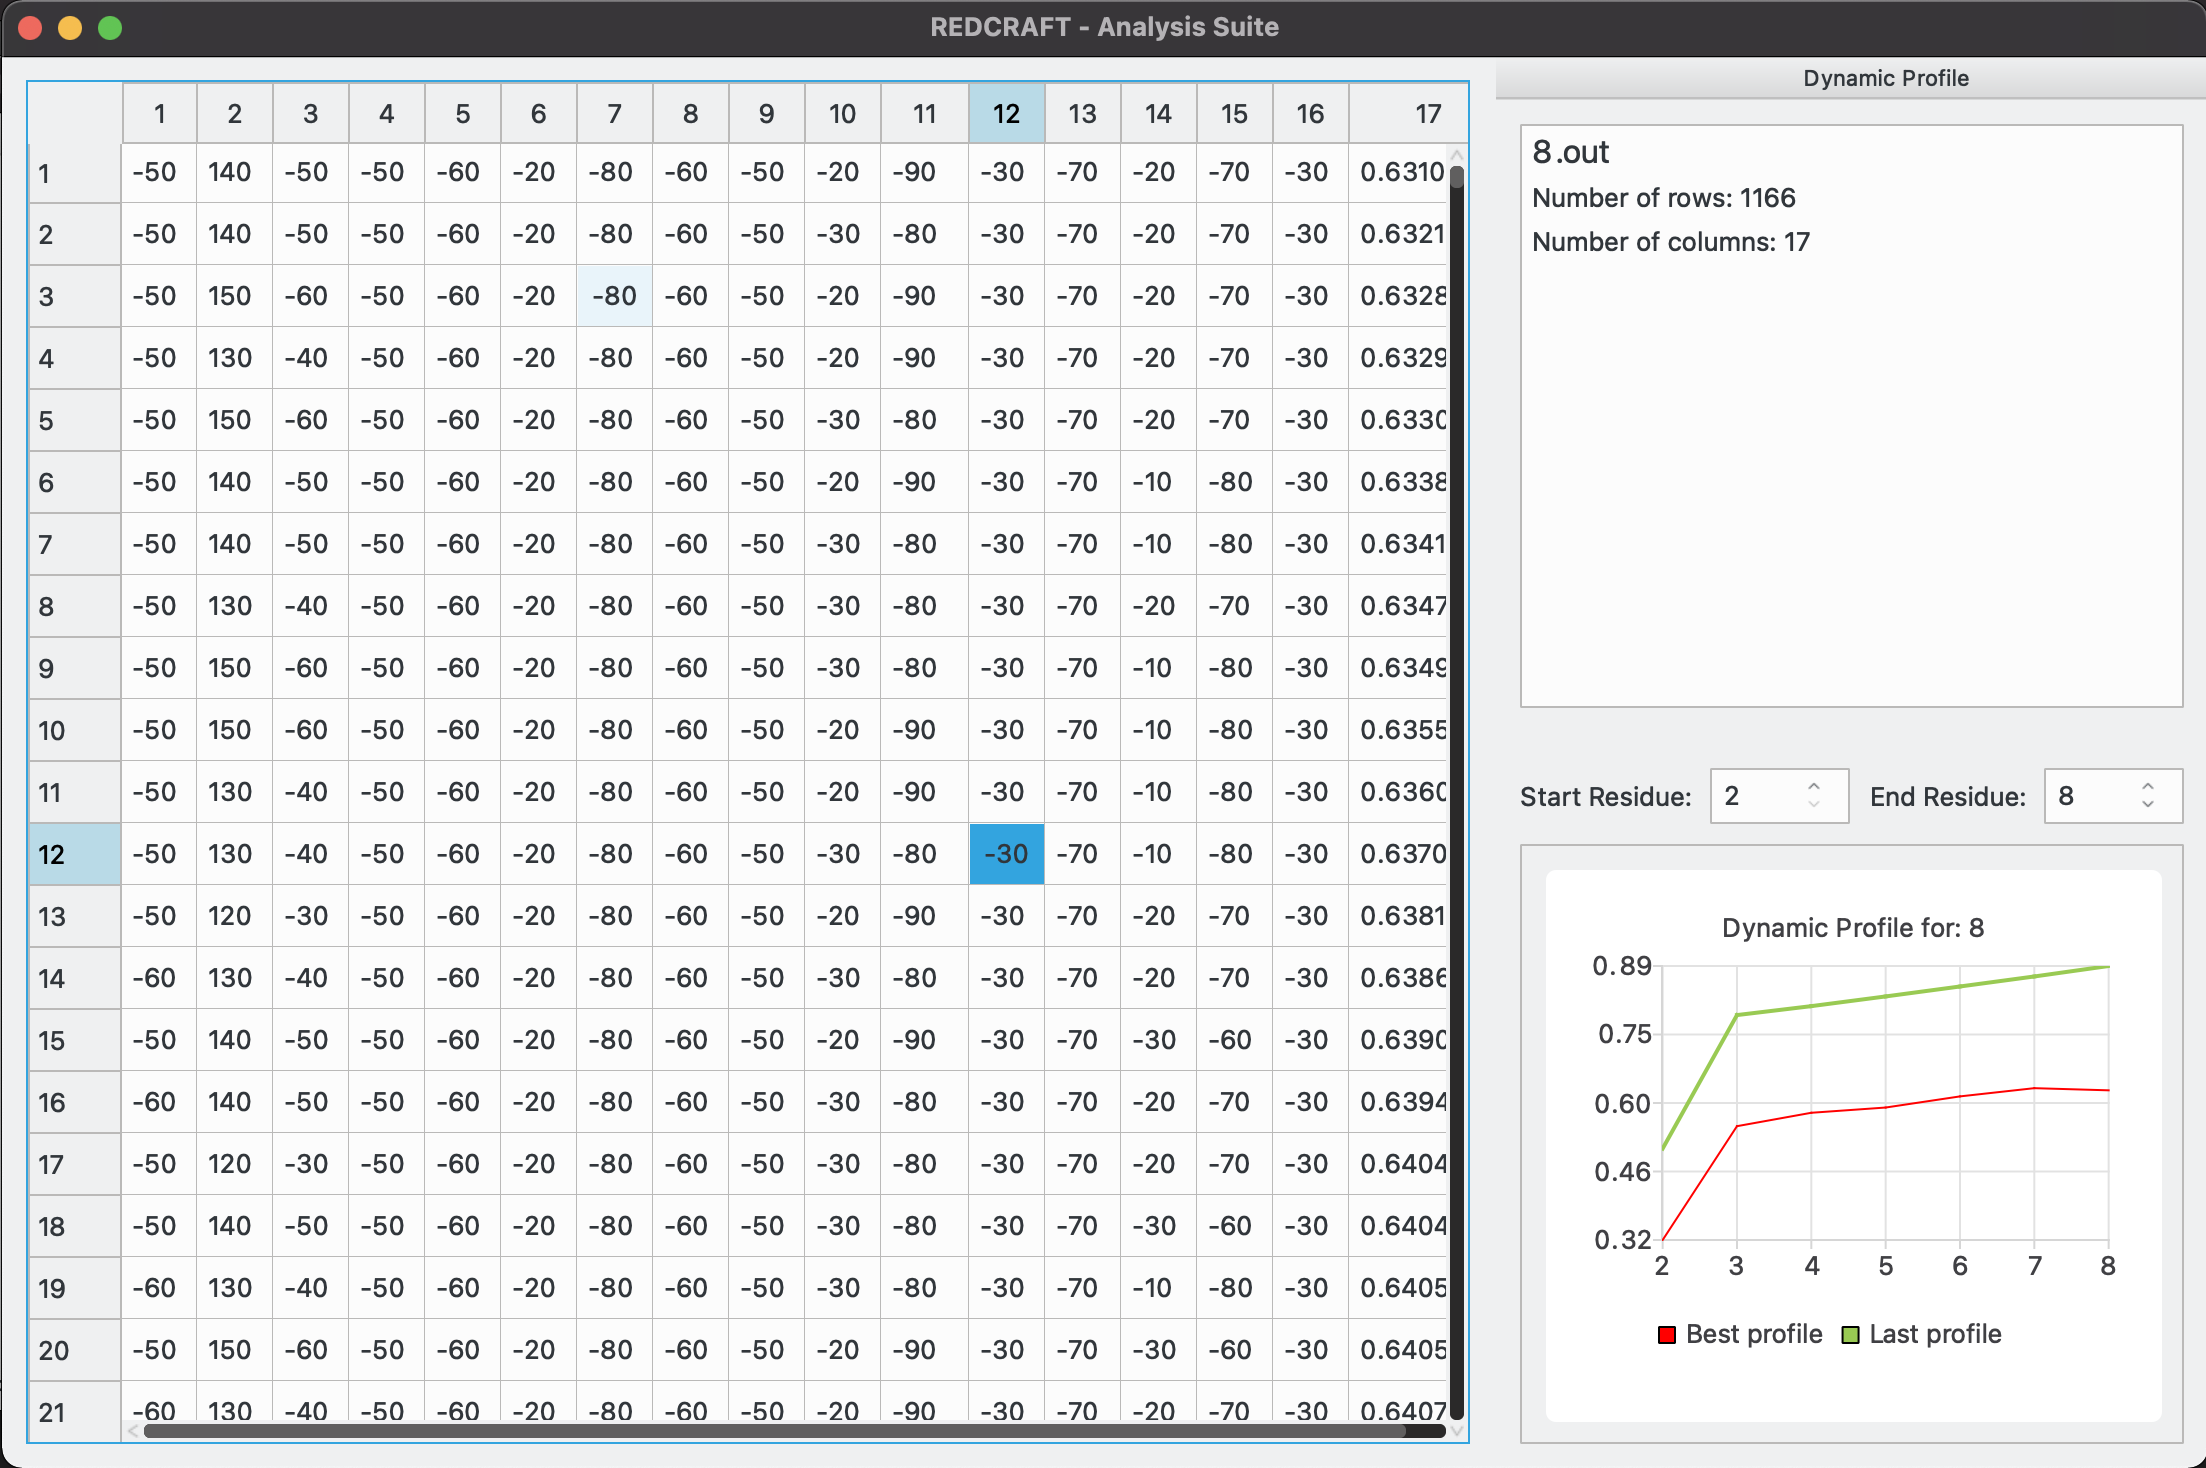 REDCRAFT - Analysis Suite
1 2 3 4 5 6 7 8 9 10 11 12 13 14 15 16 17
1 -50 140 -50 -50 -60 -20 -80 -60 -50 -20 -90 -30 -70 -20 -70 -30 0.6310
2 -50 140 -50 -50 -60 -20 -80 -60 -50 -30 -80 -30 -70 -20 -70 -30 0.6321
3 -50 150 -60 -50 -60 -20 -80 -60 -50 -20 -90 -30 -70 -20 -70 -30 0.6328
4 -50 130 -40 -50 -60 -20 -80 -60 -50 -20 -90 -30 -70 -20 -70 -30 0.6329
5 -50 150 -60 -50 -60 -20 -80 -60 -50 -30 -80 -30 -70 -20 -70 -30 0.6330
6 -50 140 -50 -50 -60 -20 -80 -60 -50 -20 -90 -30 -70 -10 -80 -30 0.6338
7 -50 140 -50 -50 -60 -20 -80 -60 -50 -30 -80 -30 -70 -10 -80 -30 0.6341
8 -50 130 -40 -50 -60 -20 -80 -60 -50 -30 -80 -30 -70 -20 -70 -30 0.6347
9 -50 150 -60 -50 -60 -20 -80 -60 -50 -30 -80 -30 -70 -10 -80 -30 0.6349
10 -50 150 -60 -50 -60 -20 -80 -60 -50 -20 -90 -30 -70 -10 -80 -30 0.6355
11 -50 130 -40 -50 -60 -20 -80 -60 -50 -20 -90 -30 -70 -10 -80 -30 0.6360
12 -50 130 -40 -50 -60 -20 -80 -60 -50 -30 -80 -30 -70 -10 -80 -30 0.6370
13 -50 120 -30 -50 -60 -20 -80 -60 -50 -20 -90 -30 -70 -20 -70 -30 0.6381
14 -60 130 -40 -50 -60 -20 -80 -60 -50 -30 -80 -30 -70 -20 -70 -30 0.6386
15 -50 140 -50 -50 -60 -20 -80 -60 -50 -20 -90 -30 -70 -30 -60 -30 0.6390
16 -60 140 -50 -50 -60 -20 -80 -60 -50 -30 -80 -30 -70 -20 -70 -30 0.6394
17 -50 120 -30 -50 -60 -20 -80 -60 -50 -30 -80 -30 -70 -20 -70 -30 0.6404
18 -50 140 -50 -50 -60 -20 -80 -60 -50 -30 -80 -30 -70 -30 -60 -30 0.6404
19 -60 130 -40 -50 -60 -20 -80 -60 -50 -30 -80 -30 -70 -10 -80 -30 0.6405
20 -50 150 -60 -50 -60 -20 -80 -60 -50 -20 -90 -30 -70 -30 -60 -30 0.6405
21 -60 130 -40 -50 -60 -20 -80 -60 -50 -20 -90 -30 -70 -20 -70 -30 0.6407
Dynamic Profile
8.out
Number of rows: 1166
Number of columns: 17
Start Residue: 2 End Residue: 8
Dynamic Profile for: 8
0.89
0.75
0.60
0.46
0.32
2 3 4 5 6 7 8
Best profile Last profile